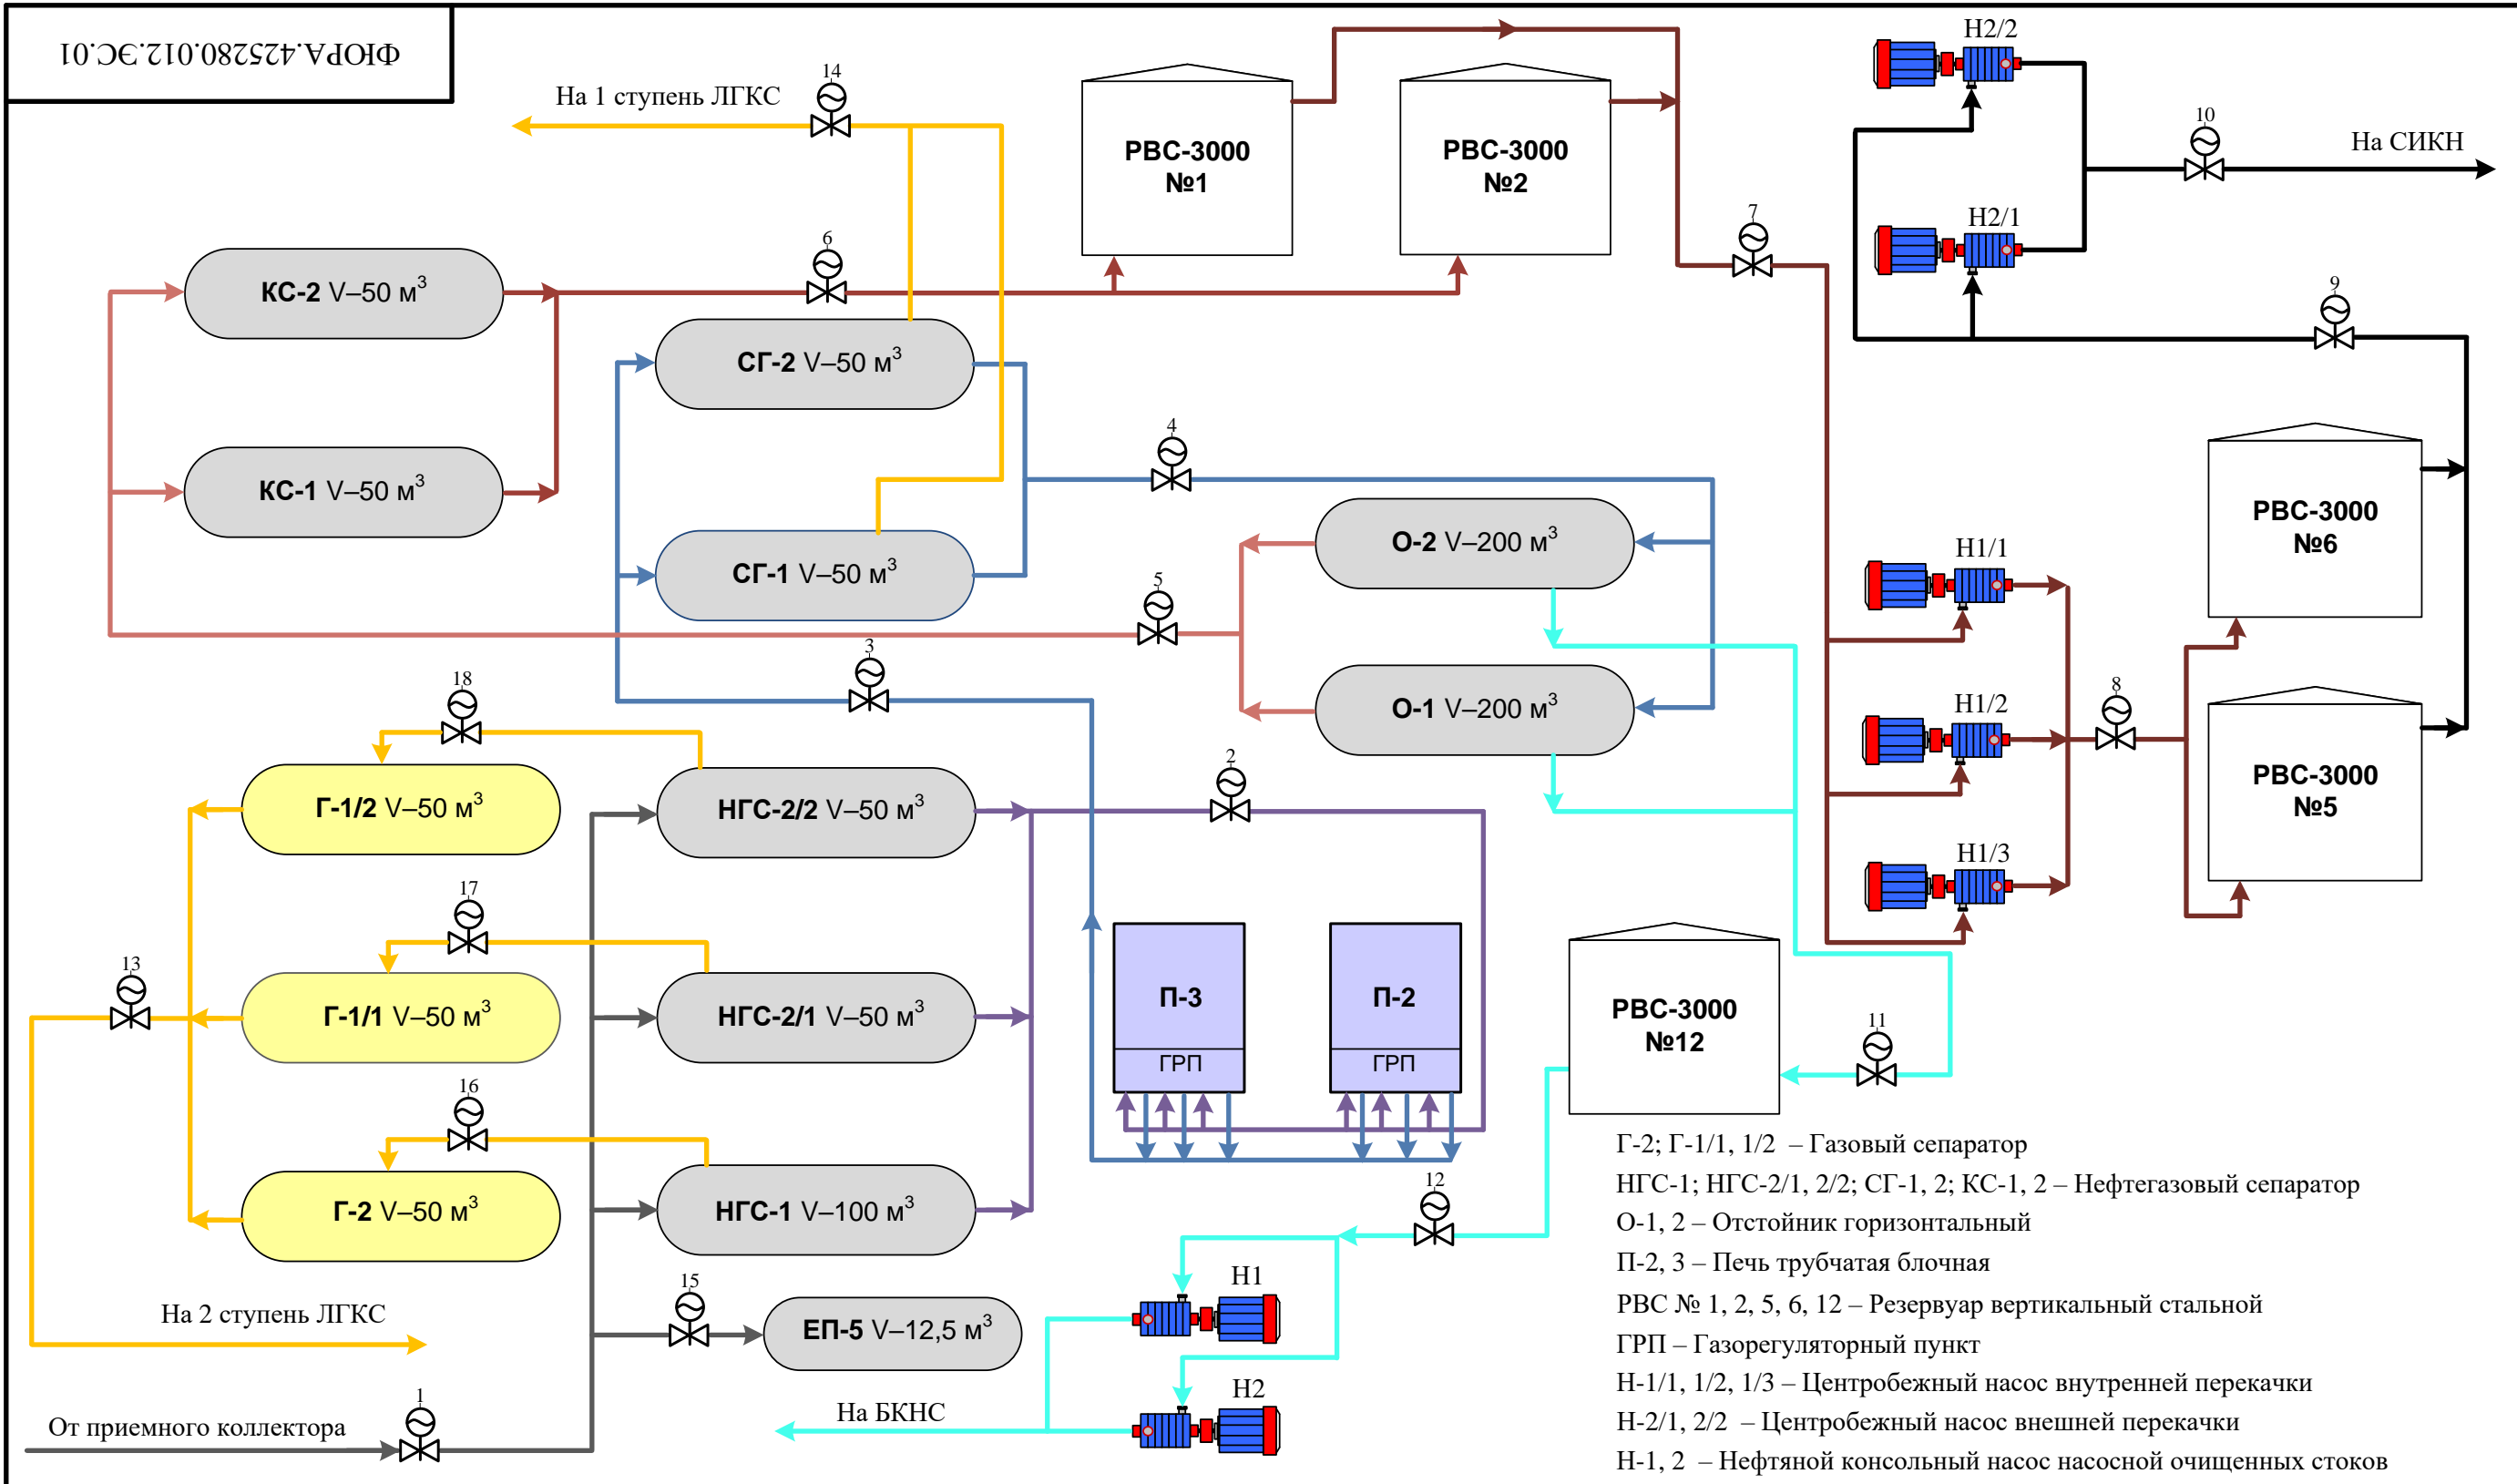 ФЮРА.425280.012.ЭС.01
На 1 ступень ЛГКС
14
РВС-3000
№1
РВС-3000
№2
Н2/2
10
На СИКН
Н2/1
7
6
9
КС-2 V–50 м³
СГ-2 V–50 м³
4
КС-1 V–50 м³
О-2 V–200 м³
РВС-3000
№6
Н1/1
СГ-1 V–50 м³
5
3
18
О-1 V–200 м³
Н1/2
8
2
РВС-3000
№5
Г-1/2 V–50 м³
НГС-2/2 V–50 м³
Н1/3
17
13
П-3
П-2
Г-1/1 V–50 м³
НГС-2/1 V–50 м³
РВС-3000
№12
11
ГРП
ГРП
16
Г-2 V–50 м³
НГС-1 V–100 м³
12
15
Н1
На 2 ступень ЛГКС
ЕП-5 V–12,5 м³
Н2
1
На БКНС
От приемного коллектора
Г-2; Г-1/1, 1/2 – Газовый сепаратор
НГС-1; НГС-2/1, 2/2; СГ-1, 2; КС-1, 2 – Нефтегазовый сепаратор
О-1, 2 – Отстойник горизонтальный
П-2, 3 – Печь трубчатая блочная
РВС № 1, 2, 5, 6, 12 – Резервуар вертикальный стальной
ГРП – Газорегуляторный пункт
Н-1/1, 1/2, 1/3 – Центробежный насос внутренней перекачки
Н-2/1, 2/2 – Центробежный насос внешней перекачки
Н-1, 2 – Нефтяной консольный насос насосной очищенных стоков